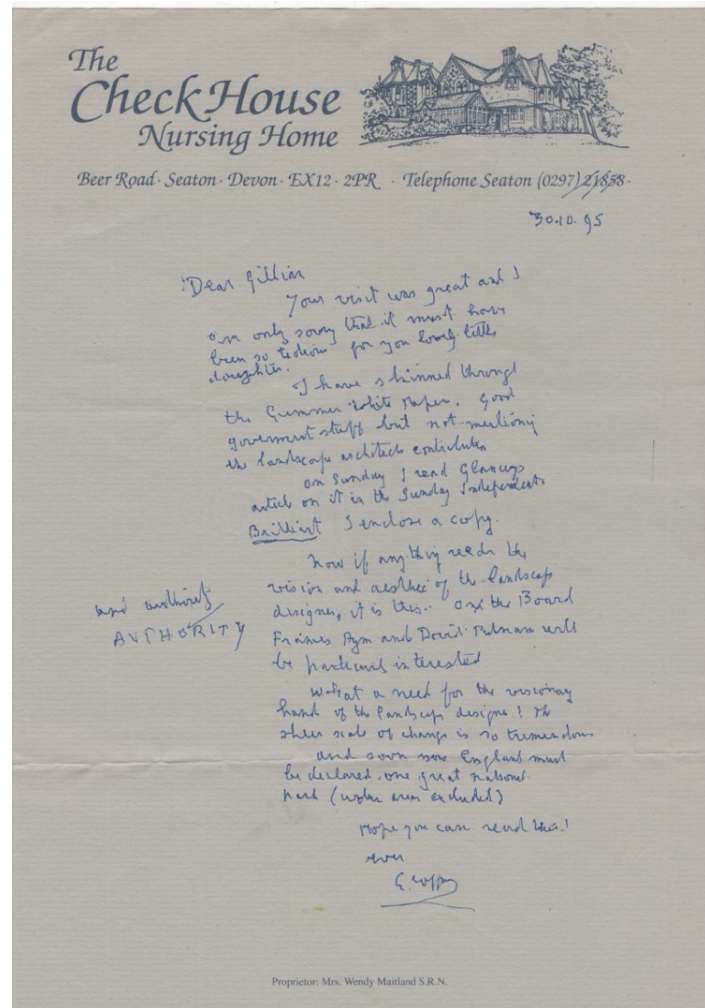 The
Check House
Nursing Home
Beer Road · Seaton · Devon · EX12 · 2PR · Telephone Seaton (0297) 21858 ·
30.10.95
Dear Gillian
Your visit was great and I
am only sorry that it must have
been so tedious for you lovely little
daughter.
I have skimmed through
the Gummer White Paper. Good
government stuff but not mentioning
the landscape architects contribution
On Sunday I read Glanceys
article on it in the Sunday Independent.
Brilliant I enclose a copy.
Now if anything needs the
vision and aesthetic of the landscape
designer, it is this. On the Board
Francis Pym and David Putnam will
be particularly interested
and authority
AUTHORITY
What a need for the visionary
hand of the landscape designer! The
sheer scale of change is so tremendous
and soon now England must
be declared one great national
park (urban areas excluded)
Hope you can read this!
ever
Geoffrey
Proprietor: Mrs. Wendy Maitland S.R.N.